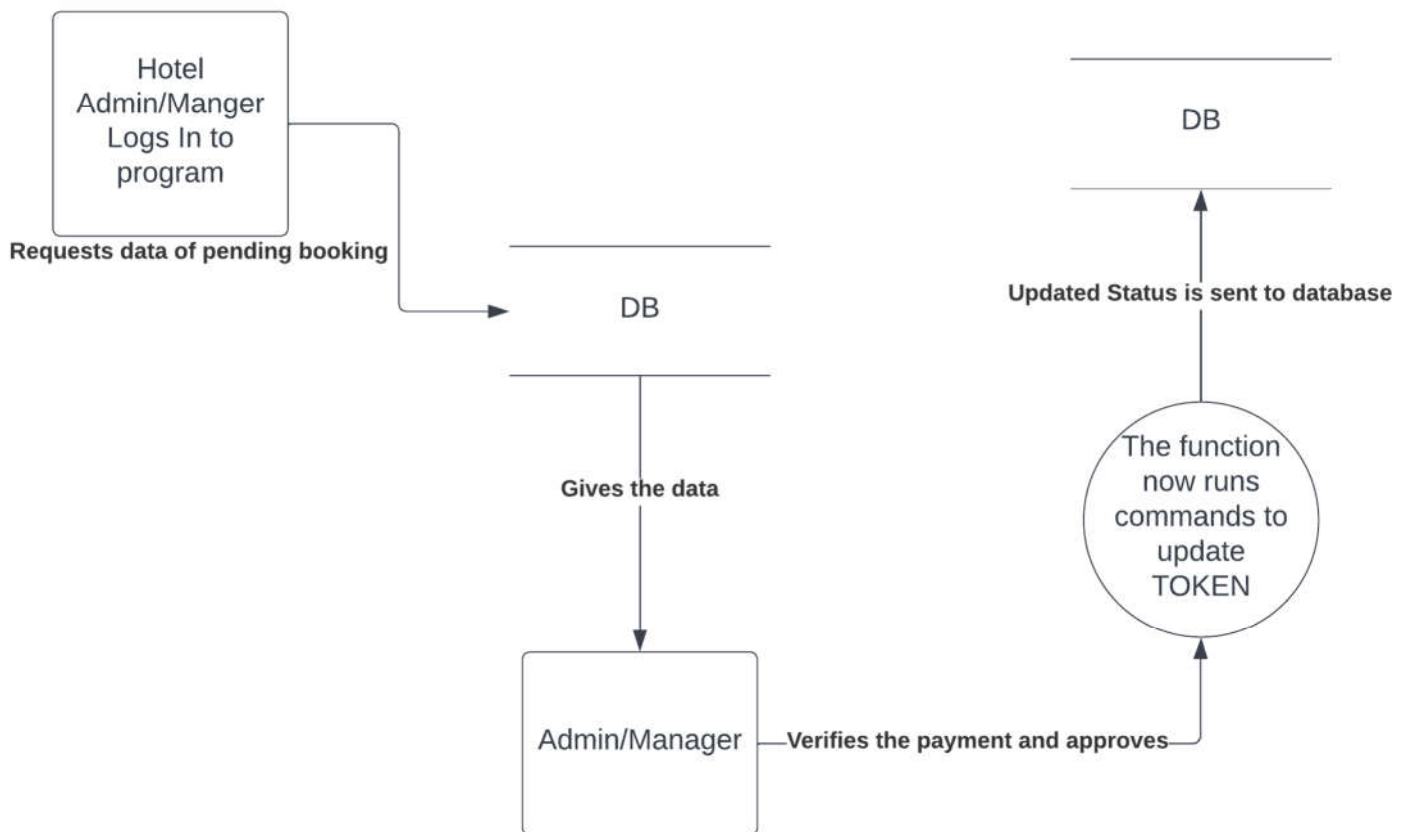 Hotel
Admin/Manger
Logs In to
program
Requests data of pending booking
DB
Gives the data
Admin/Manager
Verifies the payment and approves
The function
now runs
commands to
update
TOKEN
Updated Status is sent to database
DB